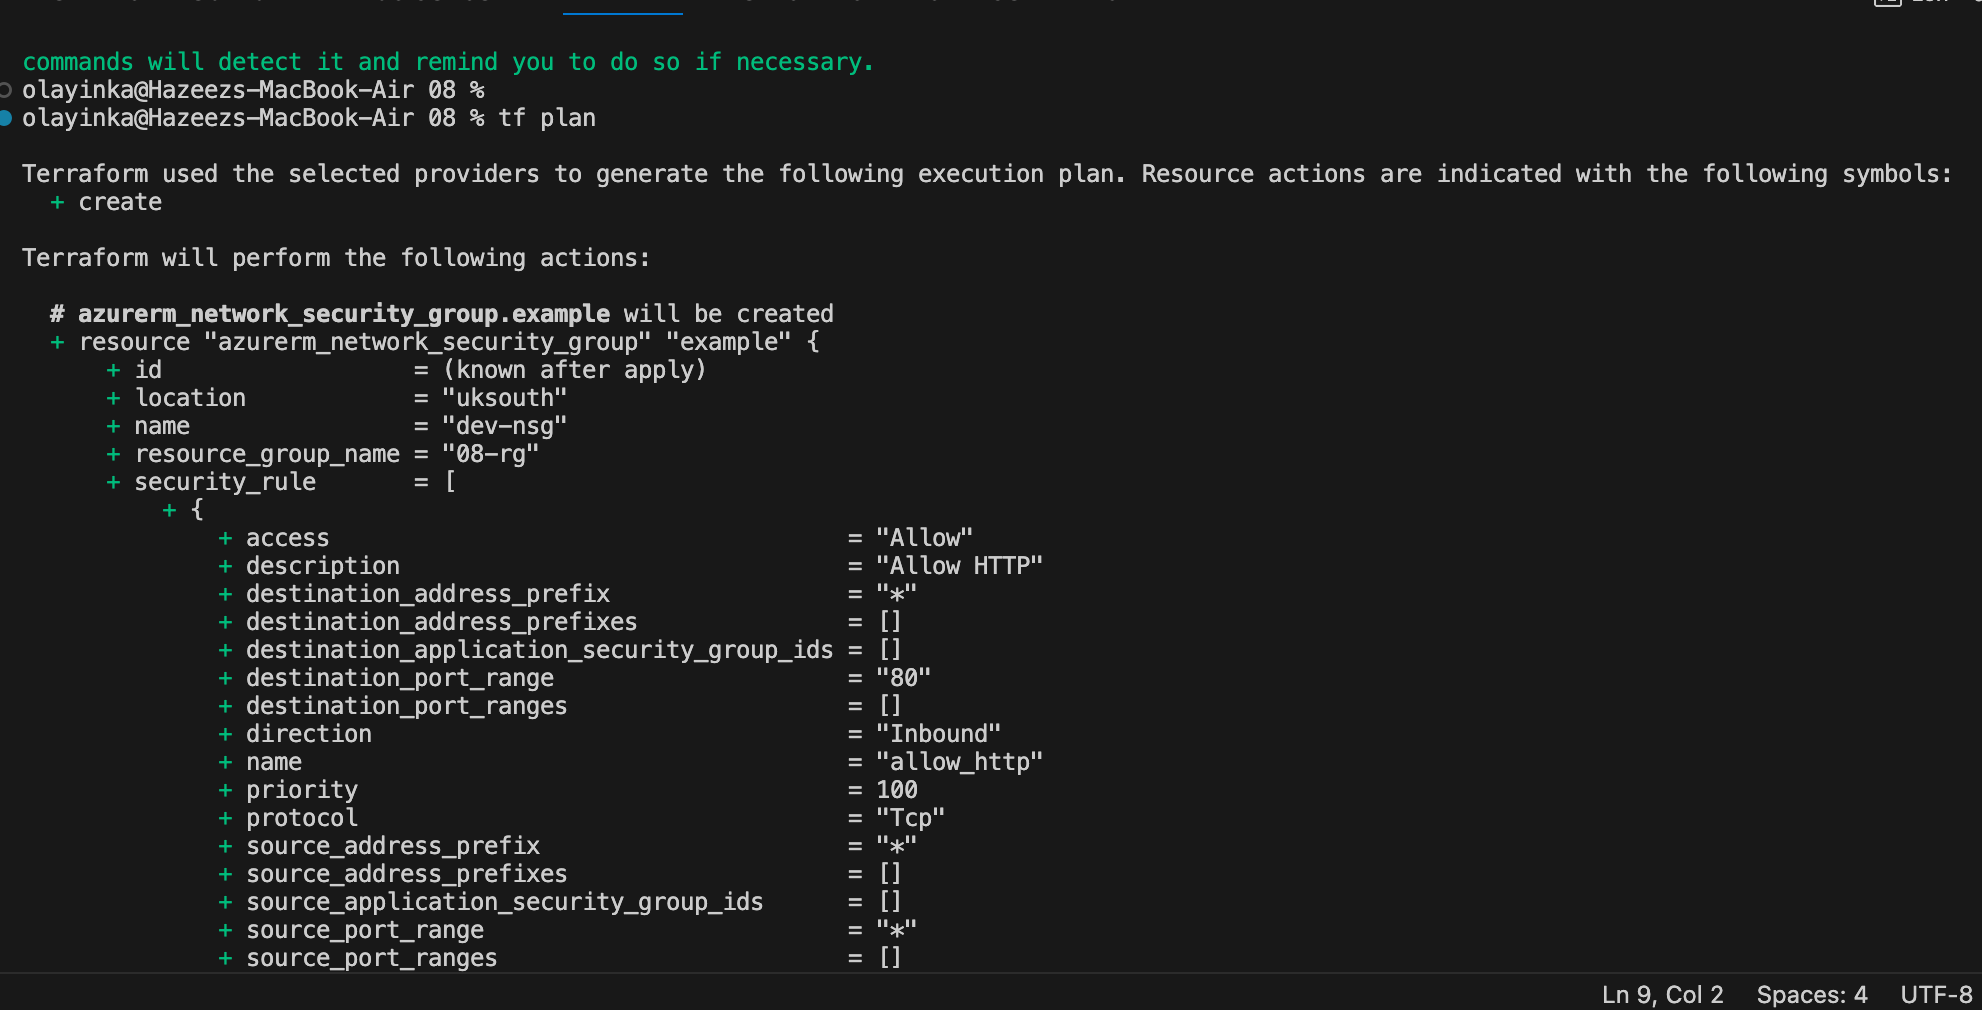 commands will detect it and remind you to do so if necessary.
olayinka@Hazeezs-MacBook-Air 08 %
olayinka@Hazeezs-MacBook-Air 08 % tf plan
Terraform used the selected providers to generate the following execution plan. Resource actions are indicated with the following symbols:
+ create
Terraform will perform the following actions:
# azurerm_network_security_group.example will be created
+ resource "azurerm_network_security_group" "example" {
+ id = (known after apply)
+ location = "uksouth"
+ name = "dev-nsg"
+ resource_group_name = "08-rg"
+ security_rule = [
+ {
+ access = "Allow"
+ description = "Allow HTTP"
+ destination_address_prefix = "*"
+ destination_address_prefixes = []
+ destination_application_security_group_ids = []
+ destination_port_range = "80"
+ destination_port_ranges = []
+ direction = "Inbound"
+ name = "allow_http"
+ priority = 100
+ protocol = "Tcp"
+ source_address_prefix = "*"
+ source_address_prefixes = []
+ source_application_security_group_ids = []
+ source_port_range = "*"
+ source_port_ranges = []
Ln 9, Col 2 Spaces: 4 UTF-8